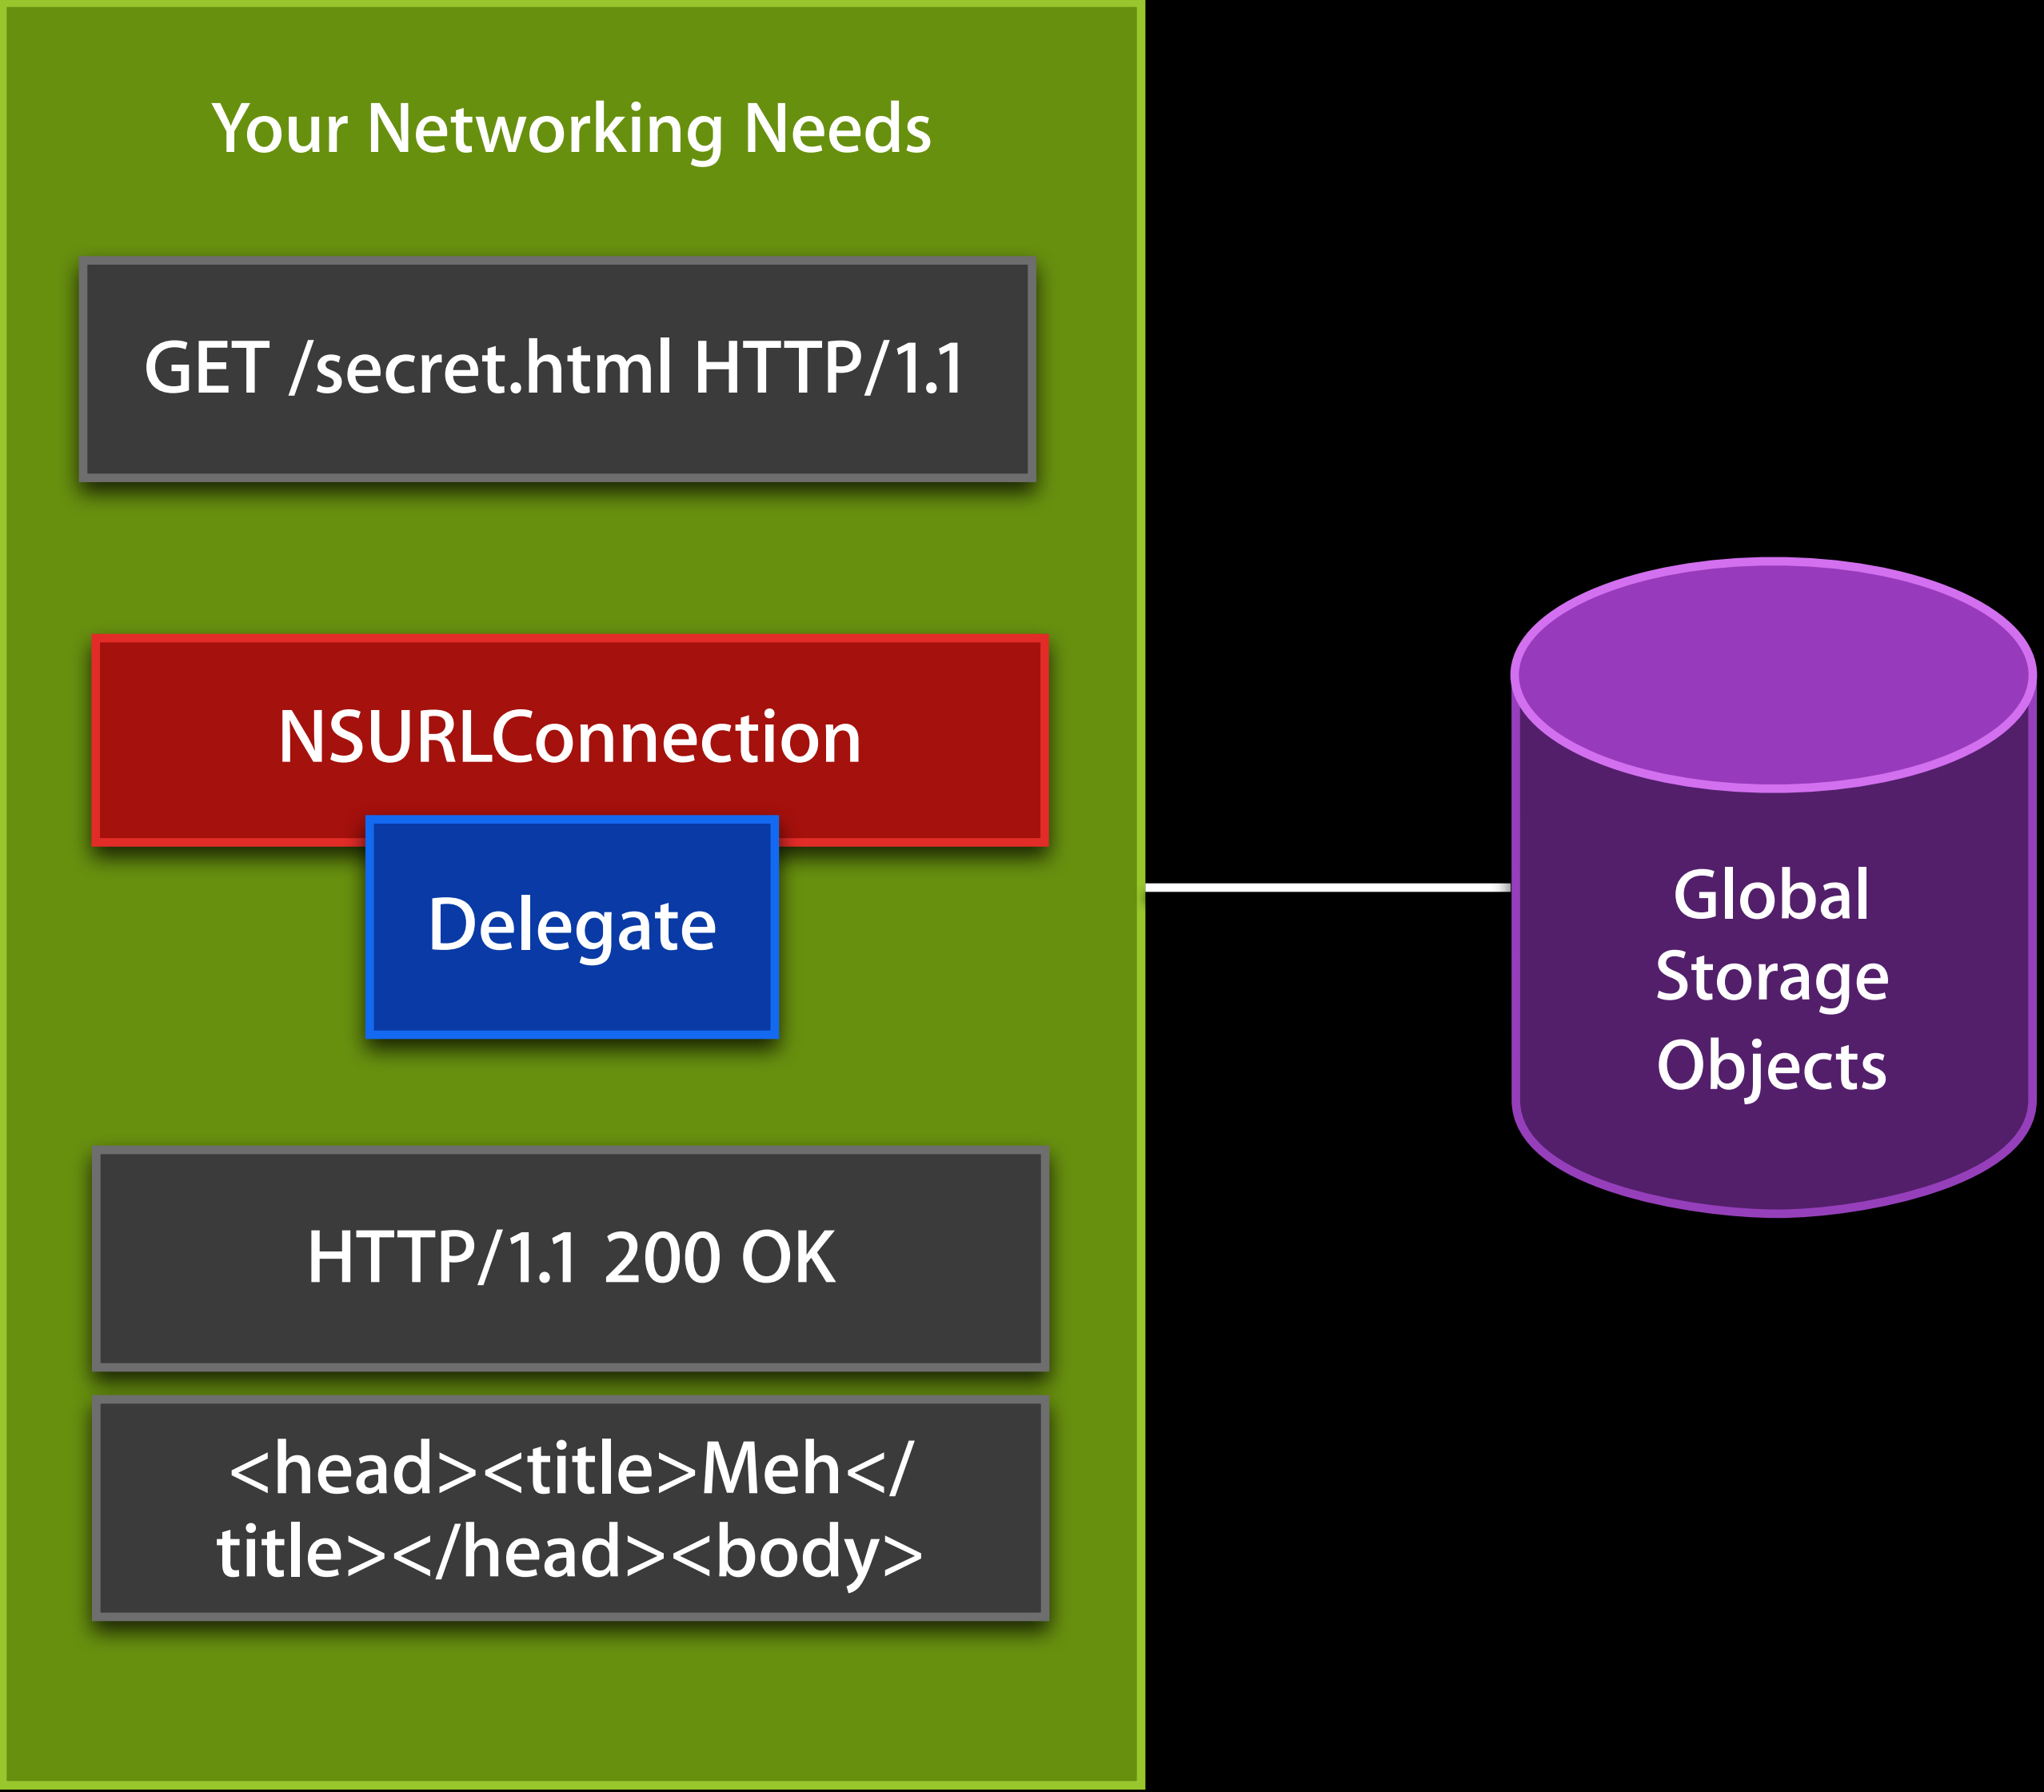 Your Networking Needs
GET /secret.html HTTP/1.1
NSURLConnection
Delegate
HTTP/1.1 200 OK
<head><title>Meh</
title></head><body>
Global
Storage
Objects